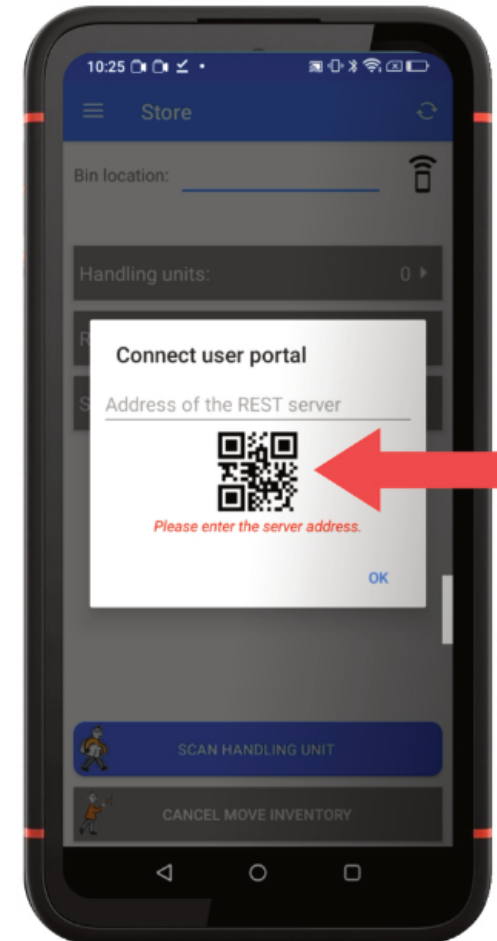 10:25
Store
Bin location:
Handling units:
0
R
S
Connect user portal
Address of the REST server
Please enter the server address.
OK
SCAN HANDLING UNIT
CANCEL MOVE INVENTORY